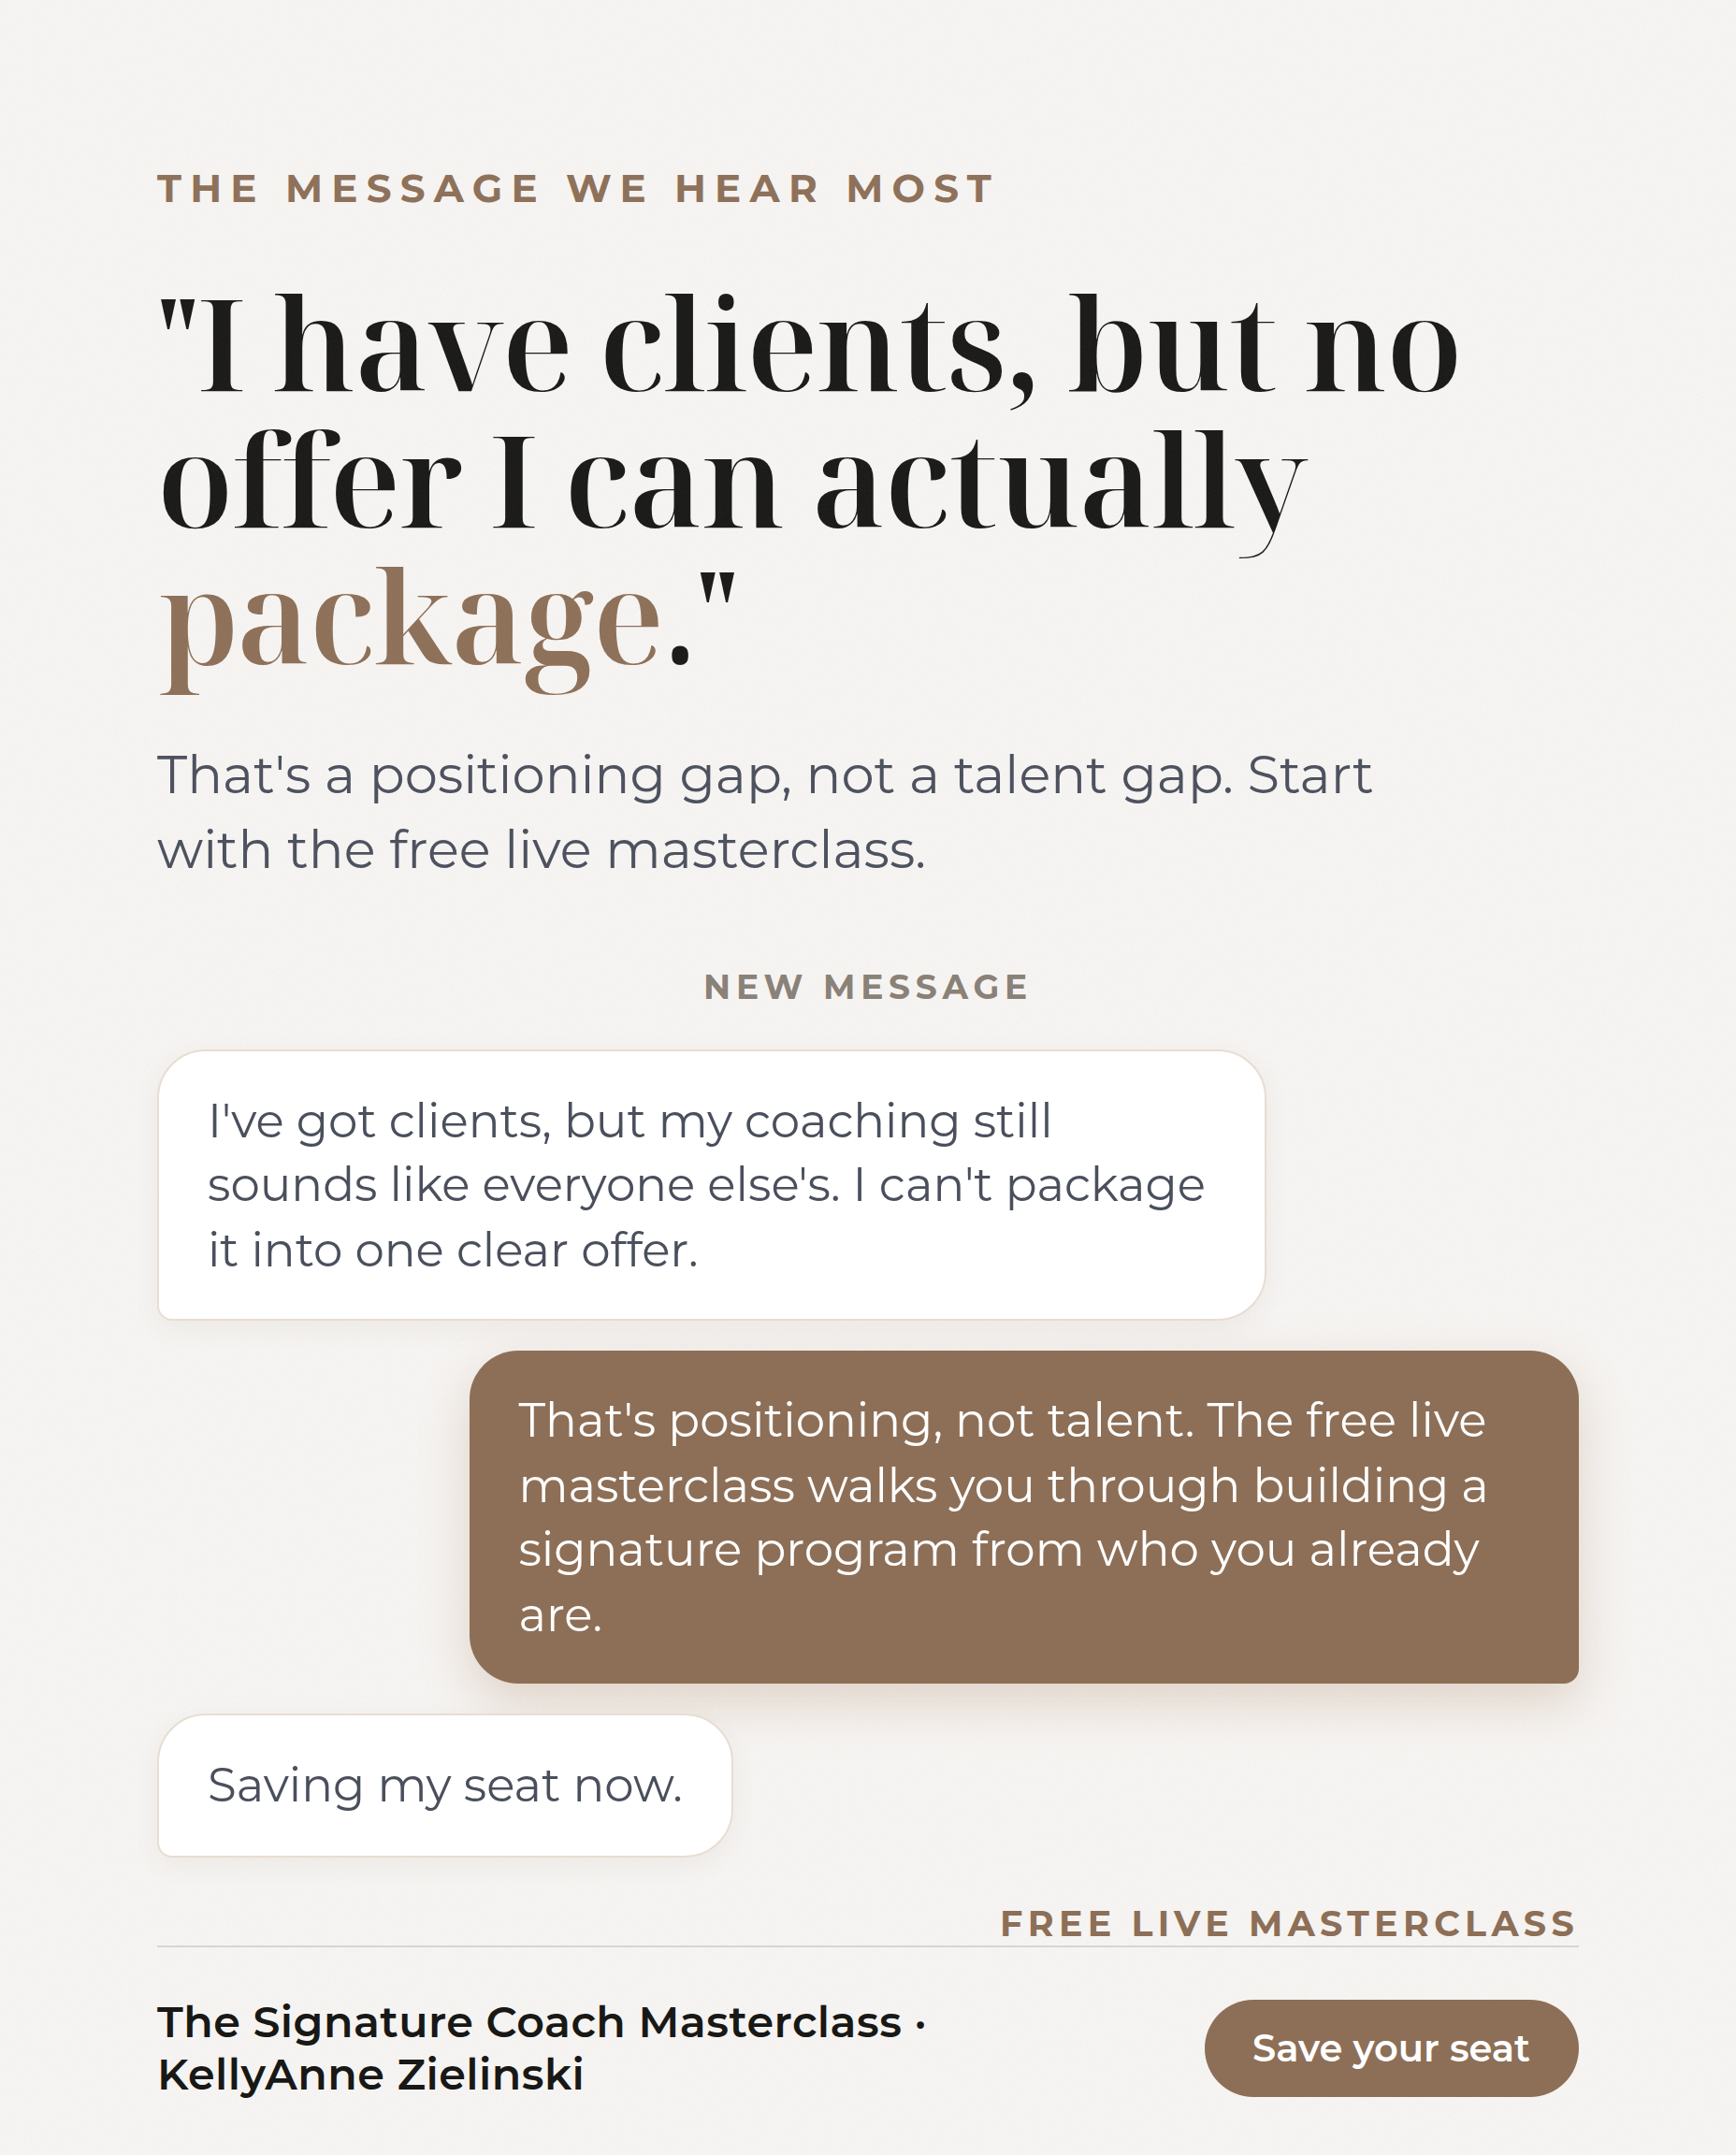 THE MESSAGE WE HEAR MOST
"I have clients, but no
offer I can actually
package."
That's a positioning gap, not a talent gap. Start
with the free live masterclass.
NEW MESSAGE
I've got clients, but my coaching still
sounds like everyone else's. I can't package
it into one clear offer.
That's positioning, not talent. The free live
masterclass walks you through building a
signature program from who you already
are.
Saving my seat now.
FREE LIVE MASTERCLASS
The Signature Coach Masterclass •
KellyAnne Zielinski
Save your seat